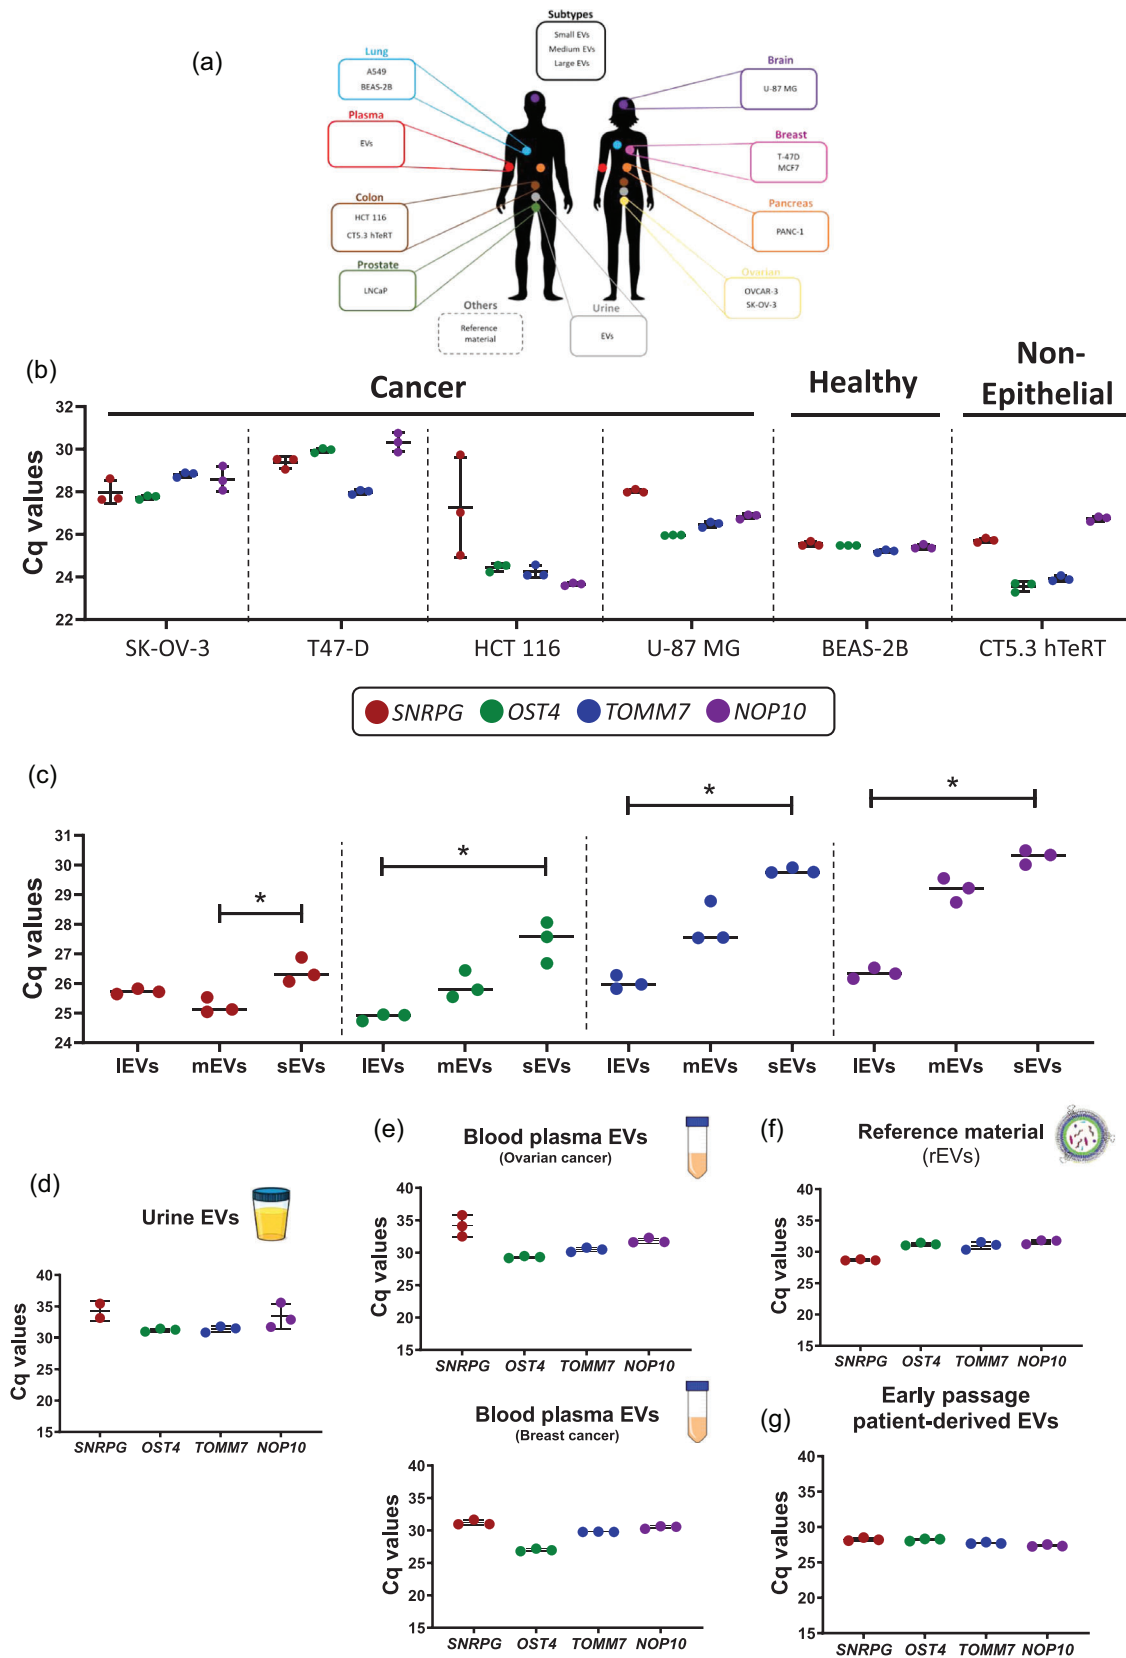 (a)
Subtypes
Small EVs
Medium EVs
Large EVs
Lung
A549
BEAS-2B
Brain
U-87 MG
Plasma
EVs
Breast
T-47D
MCF7
Colon
HCT 116
CT5.3 hTeRT
Pancreas
PANC-1
Prostate
LNCaP
Ovarian
OVCAR-3
SK-OV-3
Others
Reference
material
Urine
EVs
(b)
Cancer
Healthy
Non-
Epithelial
Cq values
32
30
28
26
24
22
SK-OV-3 T47-D HCT 116 U-87 MG BEAS-2B CT5.3 hTeRT
SNRPG OST4 TOMM7 NOP10
(c)
Cq values
31
30
29
28
27
26
25
24
* * * *
lEVs mEVs sEVs lEVs mEVs sEVs lEVs mEVs sEVs lEVs mEVs sEVs
(d)
Urine EVs
Cq values
40
35
30
25
20
15
SNRPG OST4 TOMM7 NOP10
(e)
Blood plasma EVs
(Ovarian cancer)
Cq values
40
35
30
25
20
15
SNRPG OST4 TOMM7 NOP10
Blood plasma EVs
(Breast cancer)
Cq values
40
35
30
25
20
15
SNRPG OST4 TOMM7 NOP10
(f)
Reference material
(rEVs)
Cq values
40
35
30
25
20
15
SNRPG OST4 TOMM7 NOP10
(g)
Early passage
patient-derived EVs
Cq values
40
35
30
25
20
15
SNRPG OST4 TOMM7 NOP10